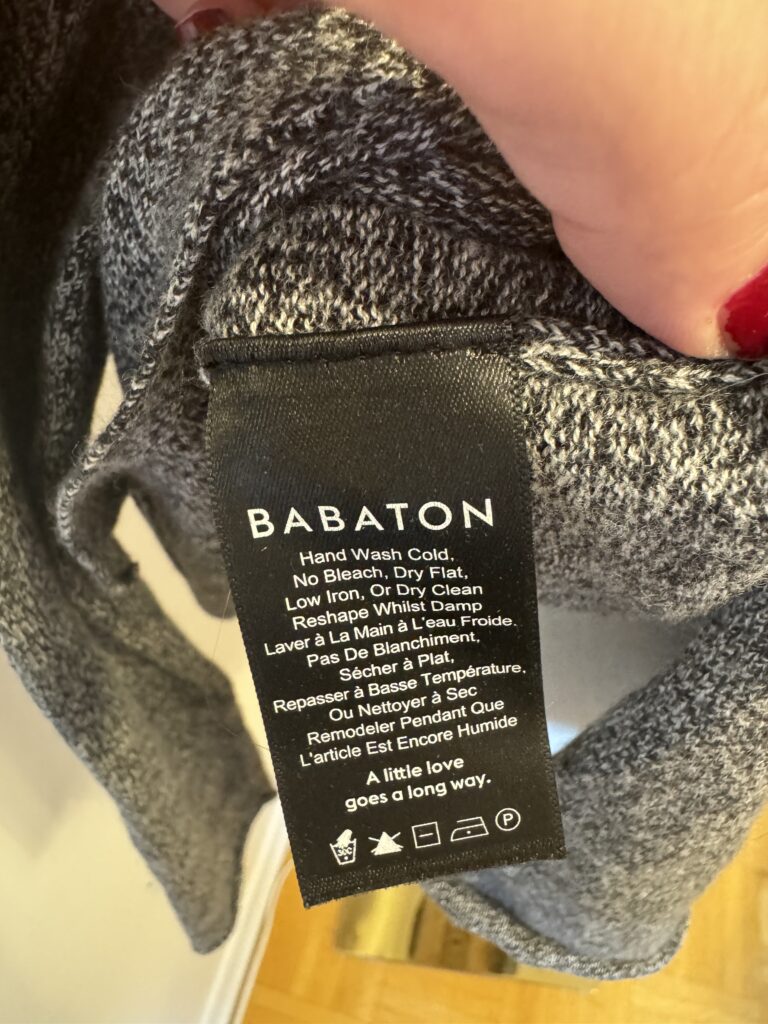 BABATON
Hand Wash Cold,
No Bleach, Dry Flat,
Low Iron, Or Dry Clean
Reshape Whilst Damp
Laver à La Main à L'eau Froide.
Pas De Blanchiment,
Sécher à Plat,
Repasser à Basse Température,
Ou Nettoyer à Sec
Remodeler Pendant Que
L'article Est Encore Humide
A little love
goes a long way.
30C P